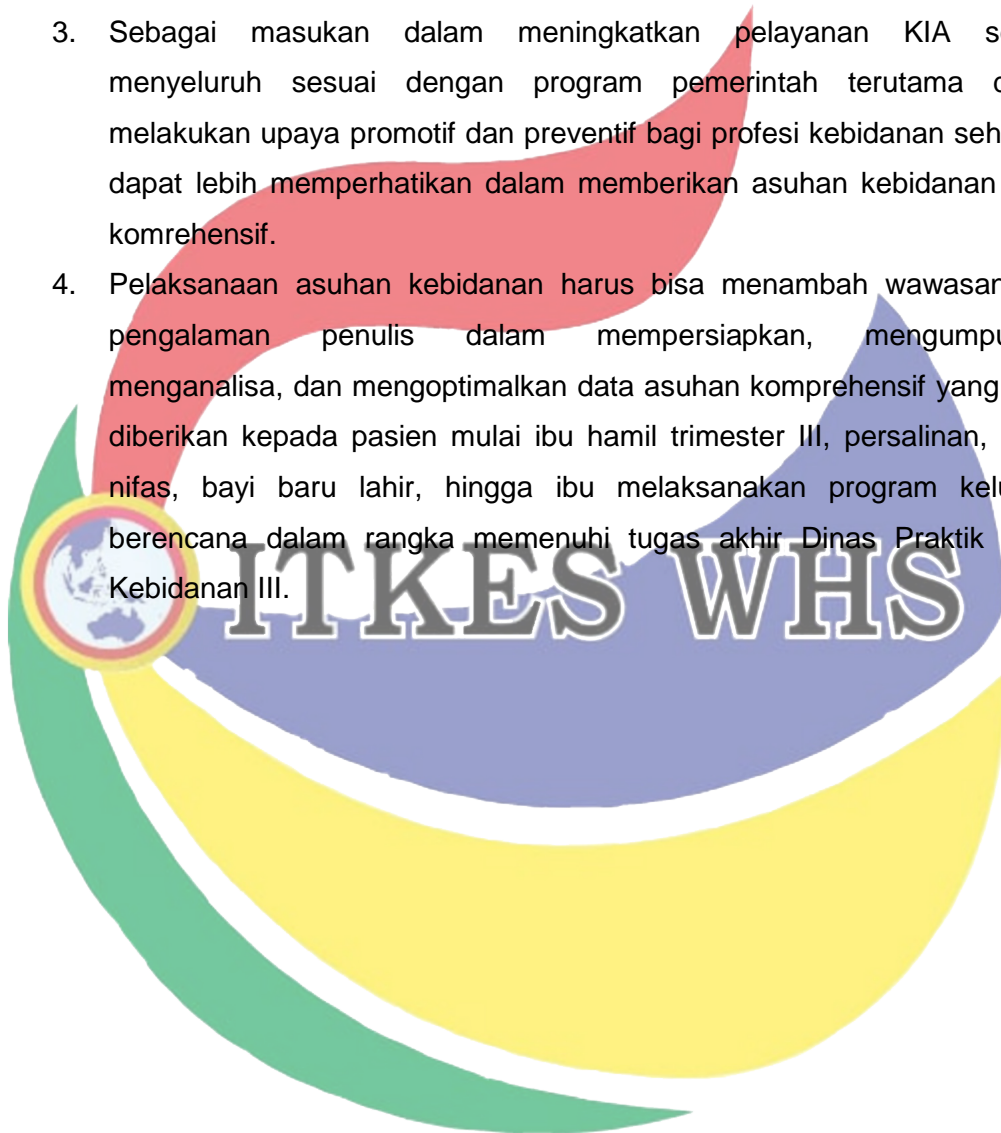 3. Sebagai masukan dalam meningkatkan pelayanan KIA
menyeluruh sesuai dengan program pemerintah terutama
melakukan upaya promotif dan preventif bagi profesi kebidanan
dapat lebih memperhatikan dalam memberikan asuhan kebidanan
komrehensif.
4. Pelaksanaan asuhan kebidanan harus bisa menambah wawasan
pengalaman penulis dalam mempersiapkan,
menganalisa, dan mengoptimalkan data asuhan komprehensif yang
diberikan kepada pasien mulai ibu hamil trimester III, persalinan,
nifas, bayi baru lahir, hingga ibu melaksanakan program
berencana dalam rangka memenuhi tugas akhir Dinas Praktik
Kebidanan III.
ITKES WHS